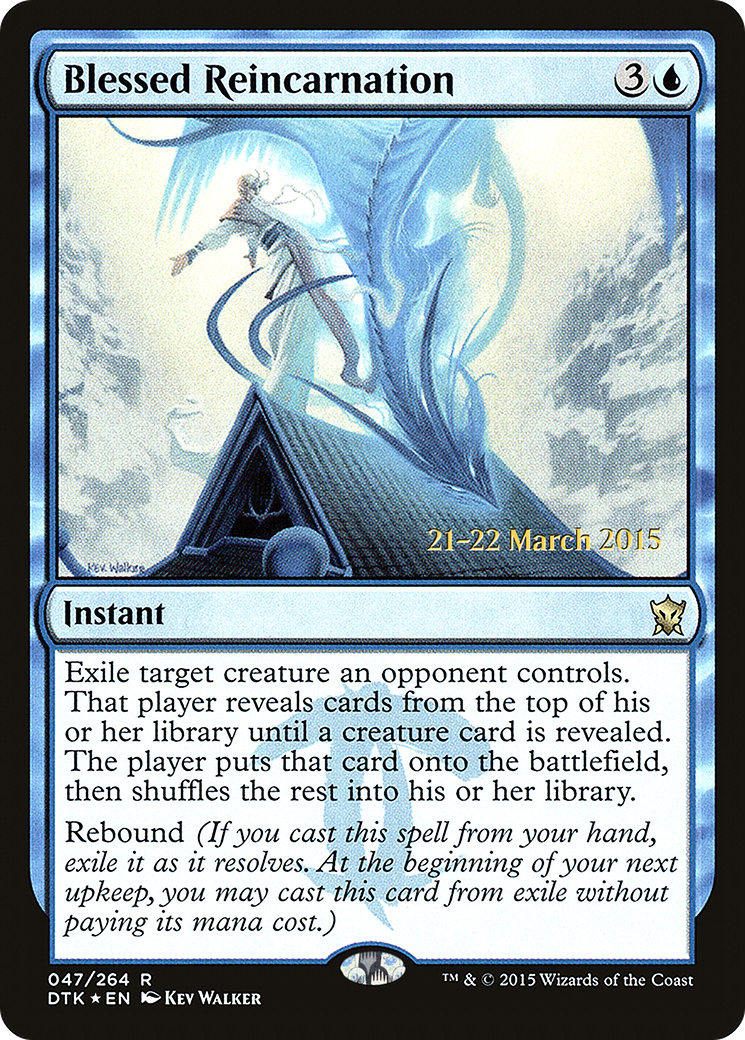 Blessed Reincarnation 3
Kev Walker
21–22 March 2015
Instant
Exile target creature an opponent controls.
That player reveals cards from the top of his
or her library until a creature card is revealed.
The player puts that card onto the battlefield,
then shuffles the rest into his or her library.
Rebound (If you cast this spell from your hand,
exile it as it resolves. At the beginning of your next
upkeep, you may cast this card from exile without
paying its mana cost.)
047/264 R
DTK ★ EN Kev Walker
™ & © 2015 Wizards of the Coast